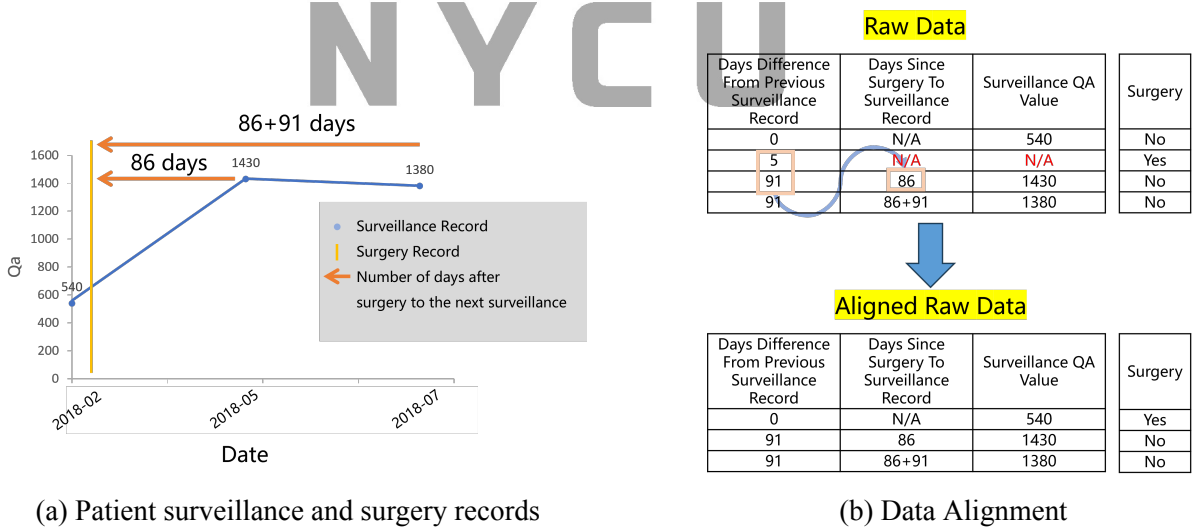 NYCU
86+91 days
86 days
1600
1400
1200
1000
800
600
400
200
0
Qa
540
1430
1380
Surveillance Record
Surgery Record
Number of days after
surgery to the next surveillance
2018-02
2018-05
2018-07
Date
(a) Patient surveillance and surgery records
Raw Data
Days Difference
From Previous
Surveillance
Record
Days Since
Surgery To
Surveillance
Record
Surveillance QA
Value
Surgery
0 N/A 540 No
5 N/A N/A Yes
91 86 1430 No
91 86+91 1380 No
Aligned Raw Data
Days Difference
From Previous
Surveillance
Record
Days Since
Surgery To
Surveillance
Record
Surveillance QA
Value
Surgery
0 N/A 540 Yes
91 86 1430 No
91 86+91 1380 No
(b) Data Alignment